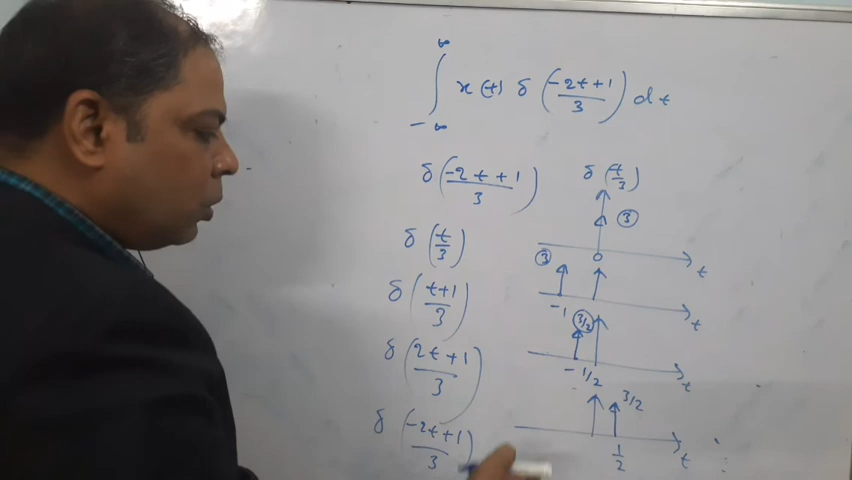 ∫_{-∞}^{∞} x(t) δ((-2t+1)/3) dt
δ((-2t+1)/3)
δ(t/3)
③
0
t
δ(t/3)
③
-1
t
δ((t+1)/3)
(3/2)
-1/2
t
δ((2t+1)/3)
3/2
1/2
t
δ((-2t+1)/3)